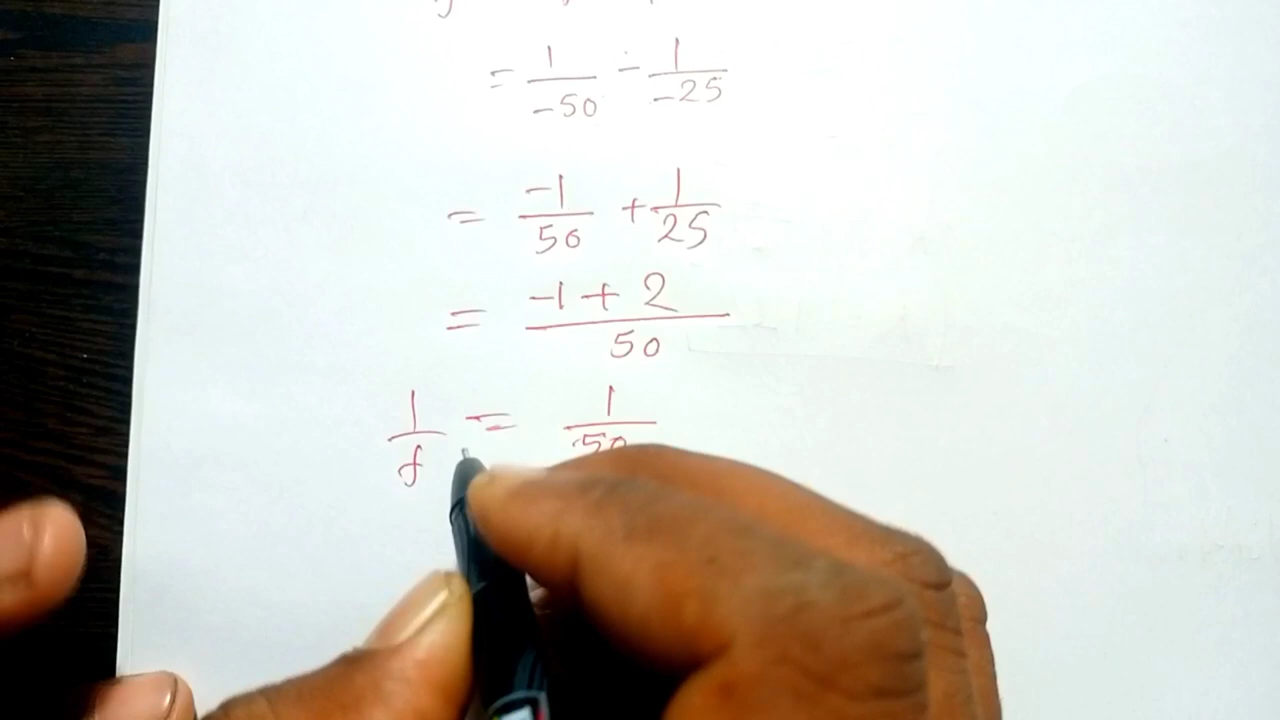 = 1/-50 - 1/-25
= -1/50 + 1/25
= -1 + 2/50
1/f = 1/50